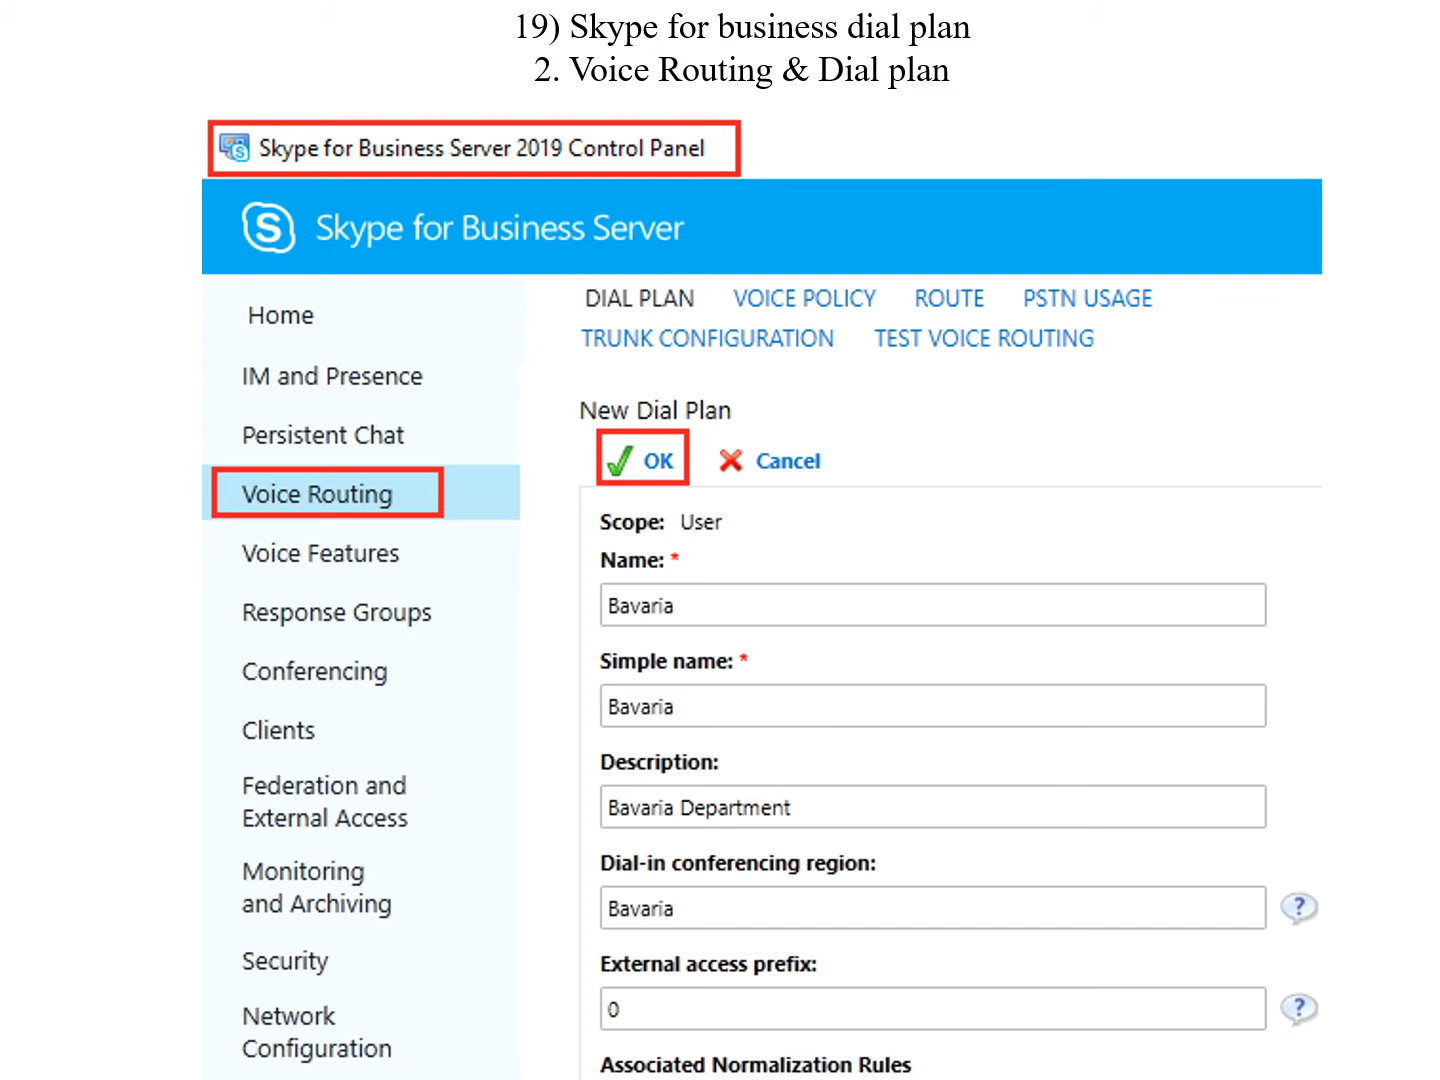 19) Skype for business dial plan
2. Voice Routing & Dial plan
Skype for Business Server 2019 Control Panel
Skype for Business Server
Home
IM and Presence
Persistent Chat
Voice Routing
Voice Features
Response Groups
Conferencing
Clients
Federation and
External Access
Monitoring
and Archiving
Security
Network
Configuration
DIAL PLAN VOICE POLICY ROUTE PSTN USAGE
TRUNK CONFIGURATION TEST VOICE ROUTING
New Dial Plan
OK Cancel
Scope: User
Name: *
Bavaria
Simple name: *
Bavaria
Description:
Bavaria Department
Dial-in conferencing region:
Bavaria ?
External access prefix:
0 ?
Associated Normalization Rules